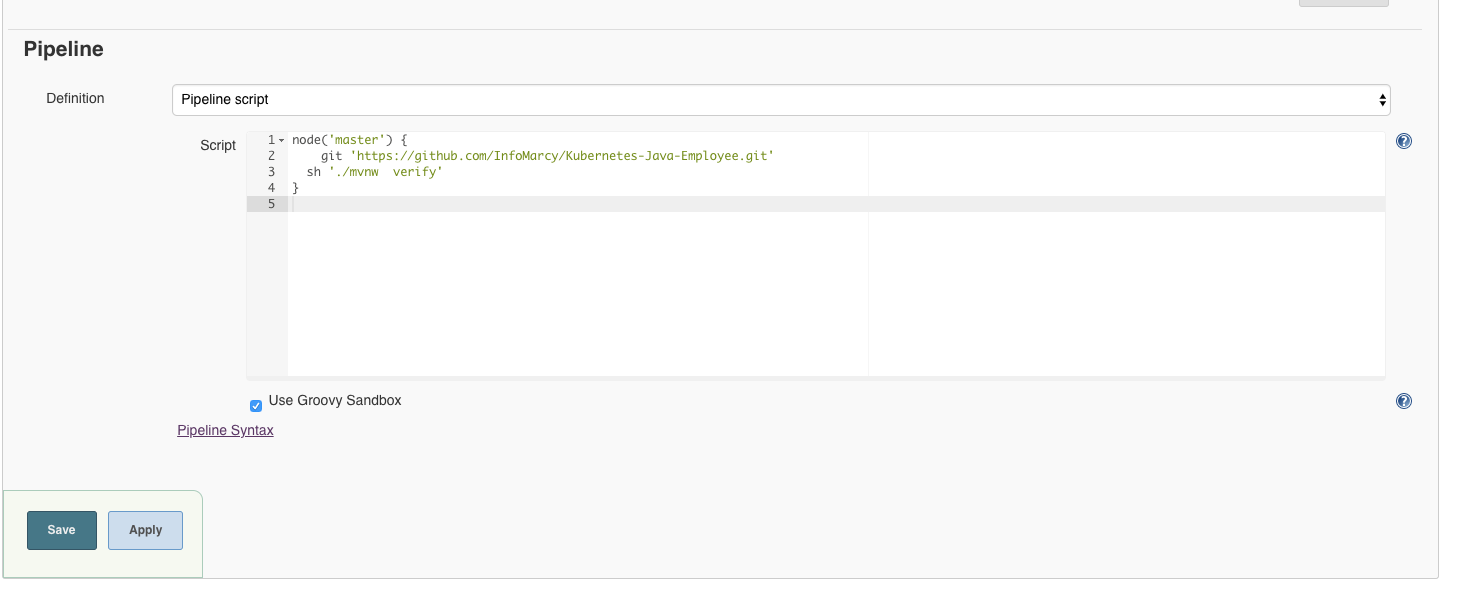 Pipeline
Definition
Pipeline script
Script
1 node('master') {
2     git 'https://github.com/InfoMarcy/Kubernetes-Java-Employee.git'
3   sh './mvnw  verify'
4 }
5
?
Use Groovy Sandbox
?
Pipeline Syntax
Save
Apply